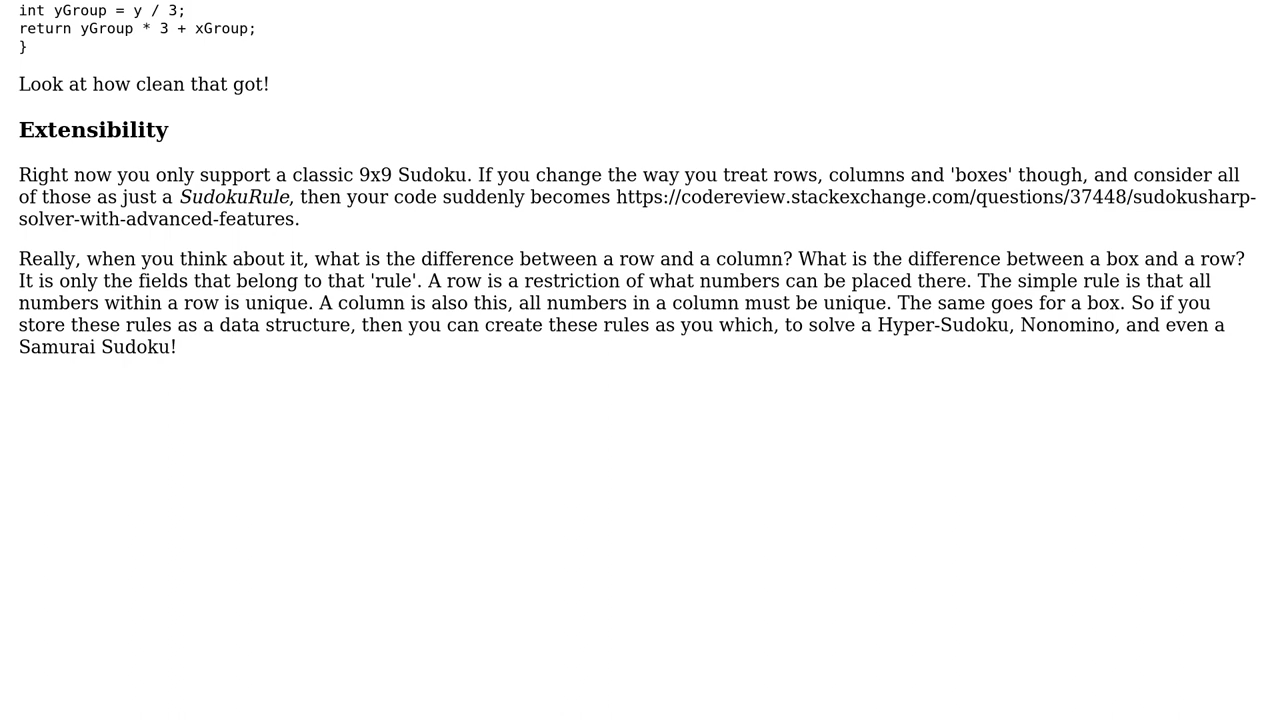 int yGroup = y / 3;
return yGroup * 3 + xGroup;
}
Look at how clean that got!
Extensibility
Right now you only support a classic 9x9 Sudoku. If you change the way you treat rows, columns and 'boxes' though, and consider all
of those as just a SudokuRule, then your code suddenly becomes https://codereview.stackexchange.com/questions/37448/sudokusharp-
solver-with-advanced-features.
Really, when you think about it, what is the difference between a row and a column? What is the difference between a box and a row?
It is only the fields that belong to that 'rule'. A row is a restriction of what numbers can be placed there. The simple rule is that all
numbers within a row is unique. A column is also this, all numbers in a column must be unique. The same goes for a box. So if you
store these rules as a data structure, then you can create these rules as you which, to solve a Hyper-Sudoku, Nonomino, and even a
Samurai Sudoku!